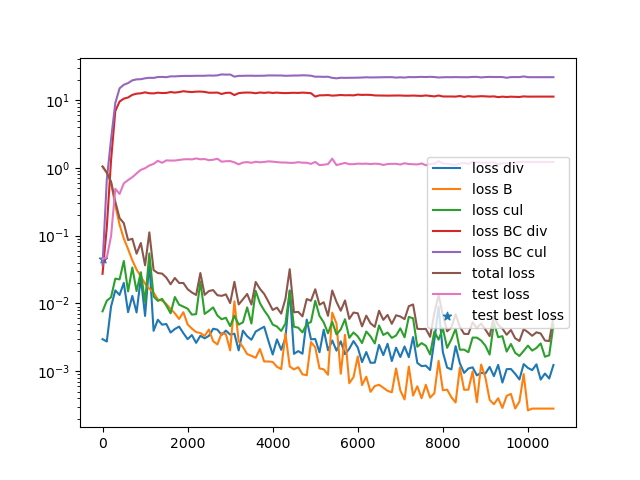 10¹
10⁰
10⁻¹
10⁻²
10⁻³
0
2000
4000
6000
8000
10000
loss div
loss B
loss cul
loss BC div
loss BC cul
total loss
test loss
test best loss